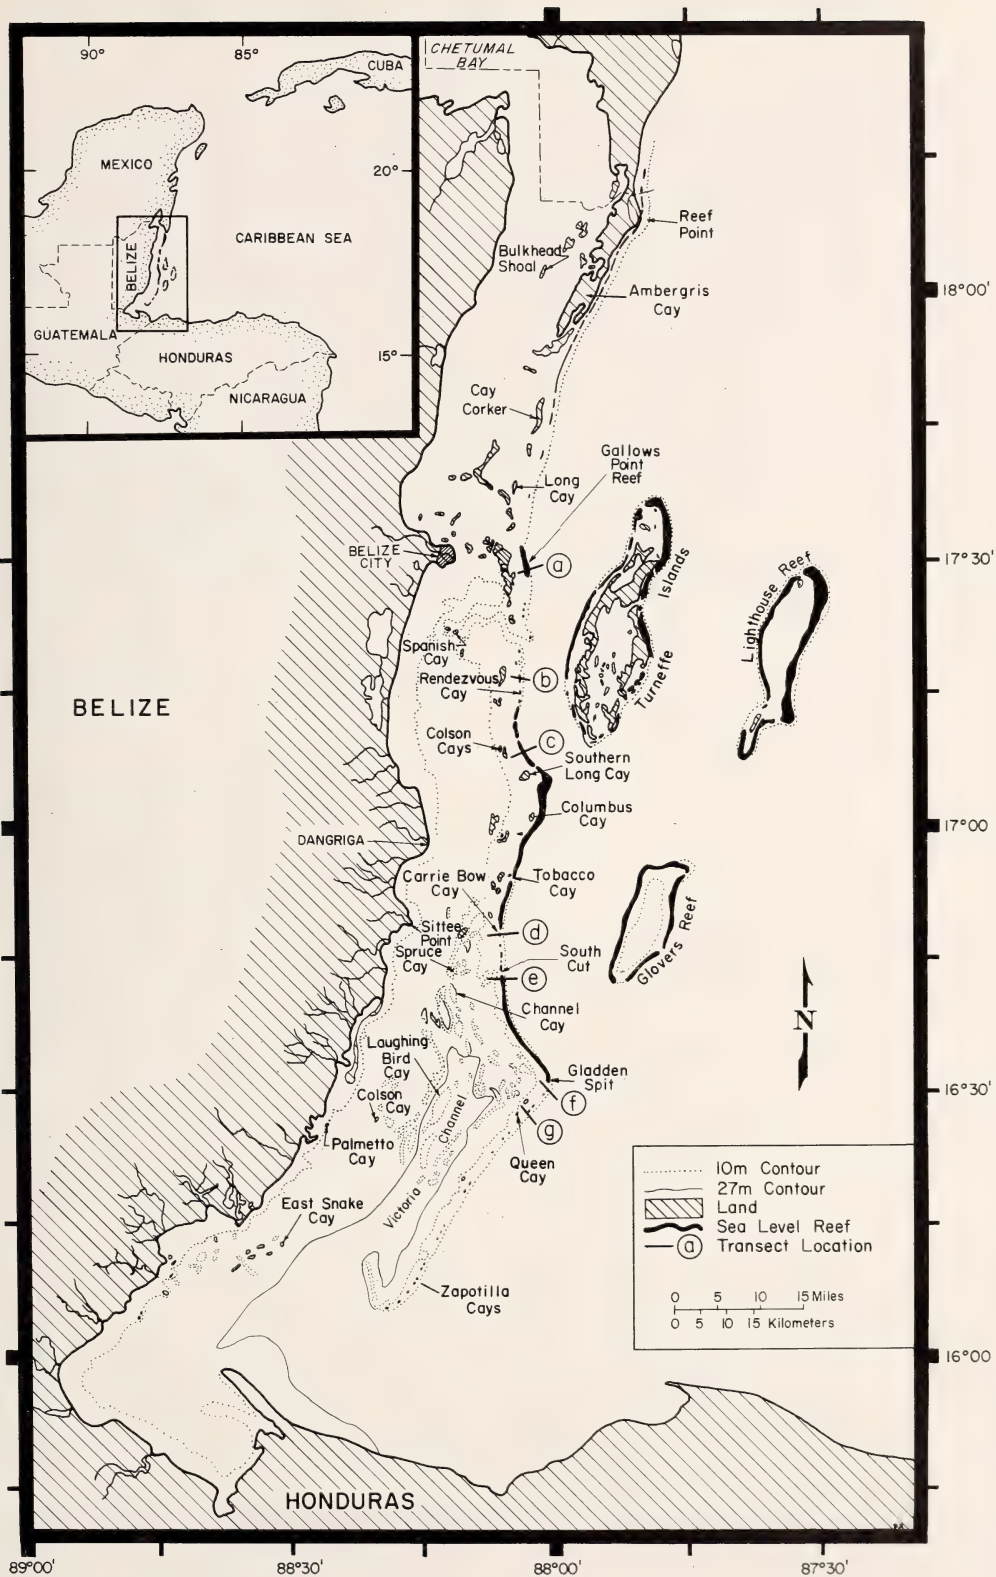 90°
85°
CUBA
MEXICO
20°
CARIBBEAN SEA
BELIZE
GUATEMALA
15°
HONDURAS
NICARAGUA
CHETUMAL
BAY
Reef
Point
Bulkhead
Shoal
18°00'
Ambergris
Cay
Cay
Corker
Gallows
Point
Reef
Long
Cay
BELIZE
CITY
a
17°30'
Turneffe Islands
Lighthouse Reef
Spanish
Cay
Rendezvous
Cay
b
BELIZE
Colson
Cays
c
Southern
Long Cay
Columbus
Cay
17°00
DANGRIGA
Carrie Bow
Cay
Tobacco
Cay
Sittee
Point
d
Spruce
Cay
South
Cut
Glovers Reef
e
Channel
Cay
N
Laughing
Bird
Cay
Gladden
Spit
16°30'
Colson
Cay
f
Victoria Channel
g
Palmetto
Cay
Queen
Cay
10m Contour
27m Contour
Land
Sea Level Reef
a Transect Location
0 5 10 15 Miles
0 5 10 15 Kilometers
East Snake
Cay
Zapotilla
Cays
16°00
HONDURAS
89°00'
88°30'
88°00'
87°30'